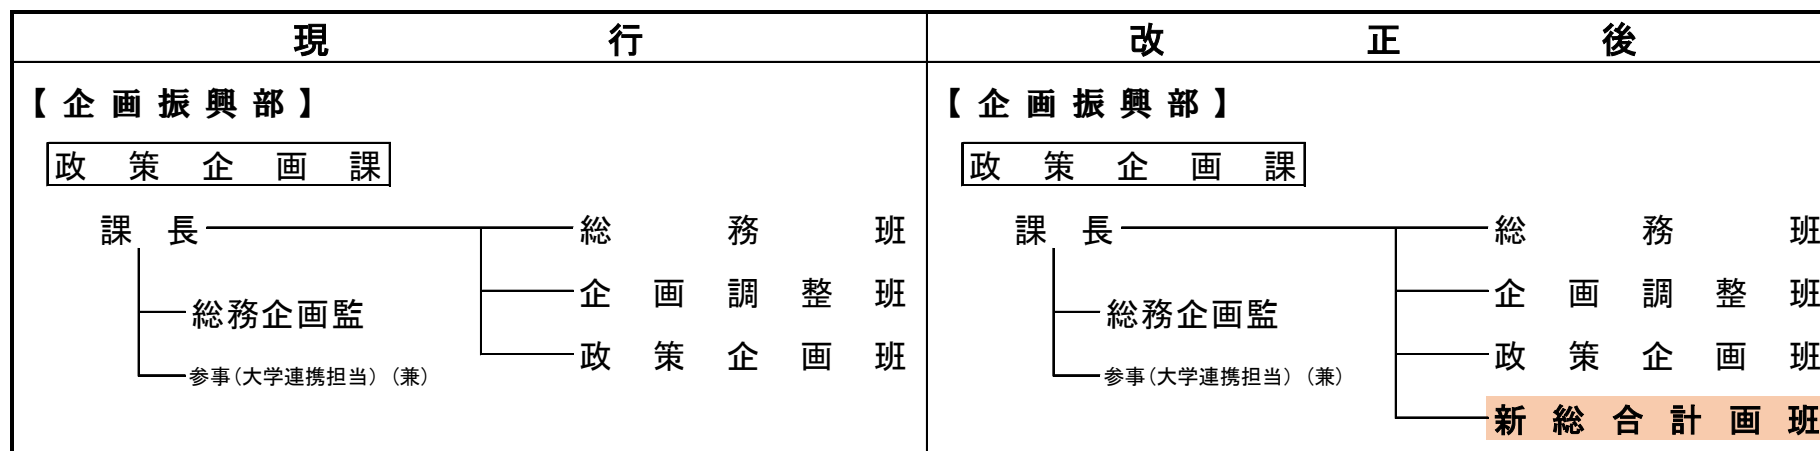 現行
改正後
【企画振興部】
政策企画課
課長
総務班
企画調整班
総務企画監
政策企画班
参事(大学連携担当)(兼)
【企画振興部】
政策企画課
課長
総務班
企画調整班
総務企画監
政策企画班
参事(大学連携担当)(兼)
新総合計画班